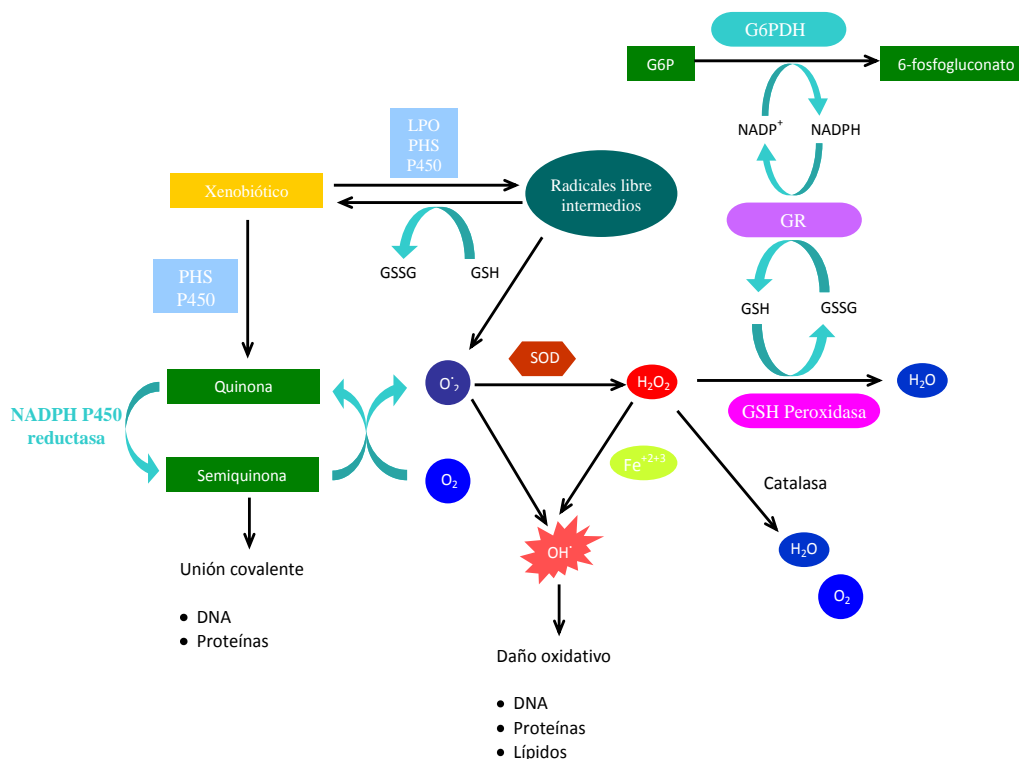 G6PDH
G6P
6-fosfogluconato
NADP⁺
NADPH
LPO
PHS
P450
Xenobiótico
Radicales libre
intermedios
GR
GSSG
GSH
PHS
P450
GSH
GSSG
SOD
Quinona
O˙₂
H₂O₂
H₂O
NADPH P450
reductasa
GSH Peroxidasa
Semiquinona
O₂
Fe⁺²⁺³
Catalasa
OH˙
H₂O
O₂
Unión covalente
• DNA
• Proteínas
Daño oxidativo
• DNA
• Proteínas
• Lípidos